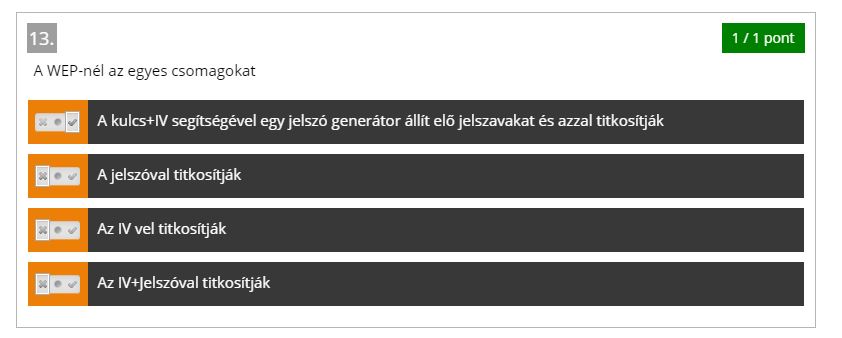 13.
1 / 1 pont
A WEP-nél az egyes csomagokat
A kulcs+IV segítségével egy jelszó generátor állít elő jelszavakat és azzal titkosítják
A jelszóval titkosítják
Az IV vel titkosítják
Az IV+Jelszóval titkosítják